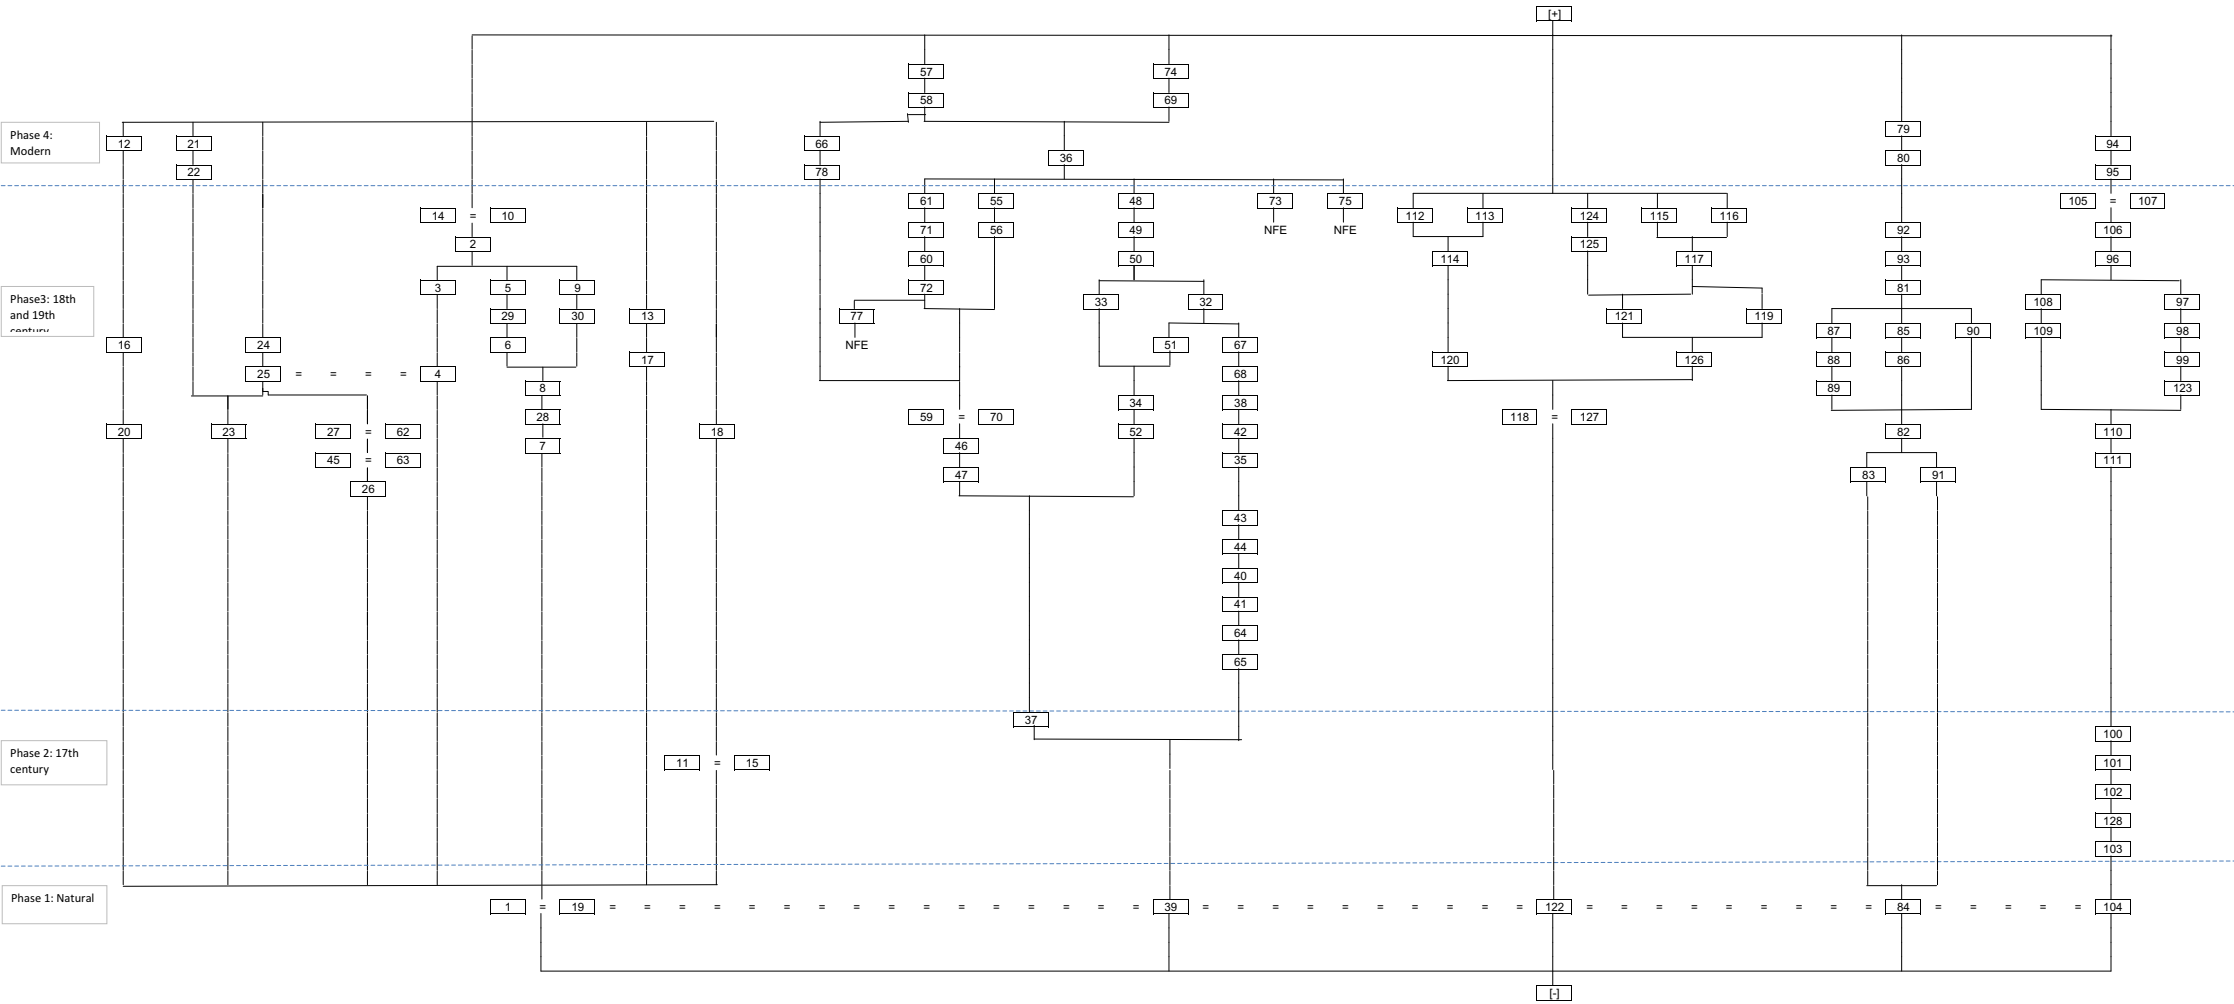 [+]
57 74
58 69
Phase 4:
Modern
79
12 21 66 94
36 80
22 78 95
61 55 48 73 75 105 = 107
14 = 10 112 113 124 115 116
71 56 49 NFE NFE 92 106
2 125
60 50 114 117 93 96
3 5 9 72 81
Phase3: 18th
and 19th
century
33 32 108 97
29 30 13 77 121 119
87 85 90 109 98
16 24 6 NFE 51 67
17 120 126 88 86 99
25 = = = = 4 68
8 89 123
34 38
28 59 = 70 118 = 127
20 23 27 = 62 18 52 42 82 110
7 46
45 = 63 35 111
47 83 91
26
43
44
40
41
64
65
37
100
Phase 2: 17th
century
11 = 15 101
102
128
103
Phase 1: Natural
1 = 19 = = = = = = = = = = = = = = = = 39 = = = = = = = = = = 122 = = = = = = = = = 84 = = = = = 104
[-]